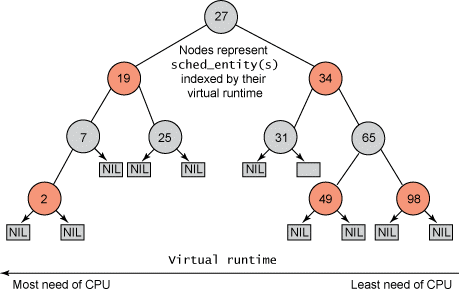 27
Nodes represent
sched_entity(s)
indexed by their
virtual runtime
19
34
7
25
31
65
NIL
NIL
NIL
NIL
2
49
98
NIL
NIL
NIL
NIL
NIL
NIL
Virtual runtime
Most need of CPU
Least need of CPU